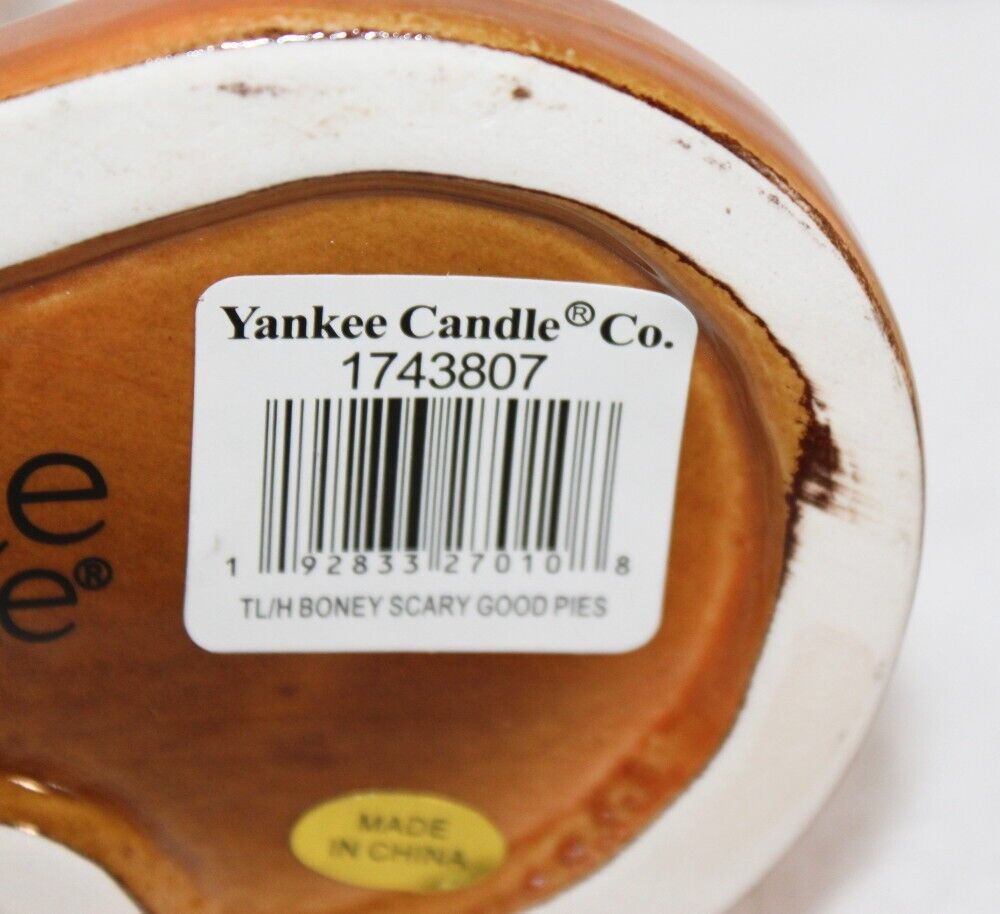 Yankee Candle® Co.
1743807
1 92833 27010 8
TL/H BONEY SCARY GOOD PIES
e
e®
MADE
IN CHINA